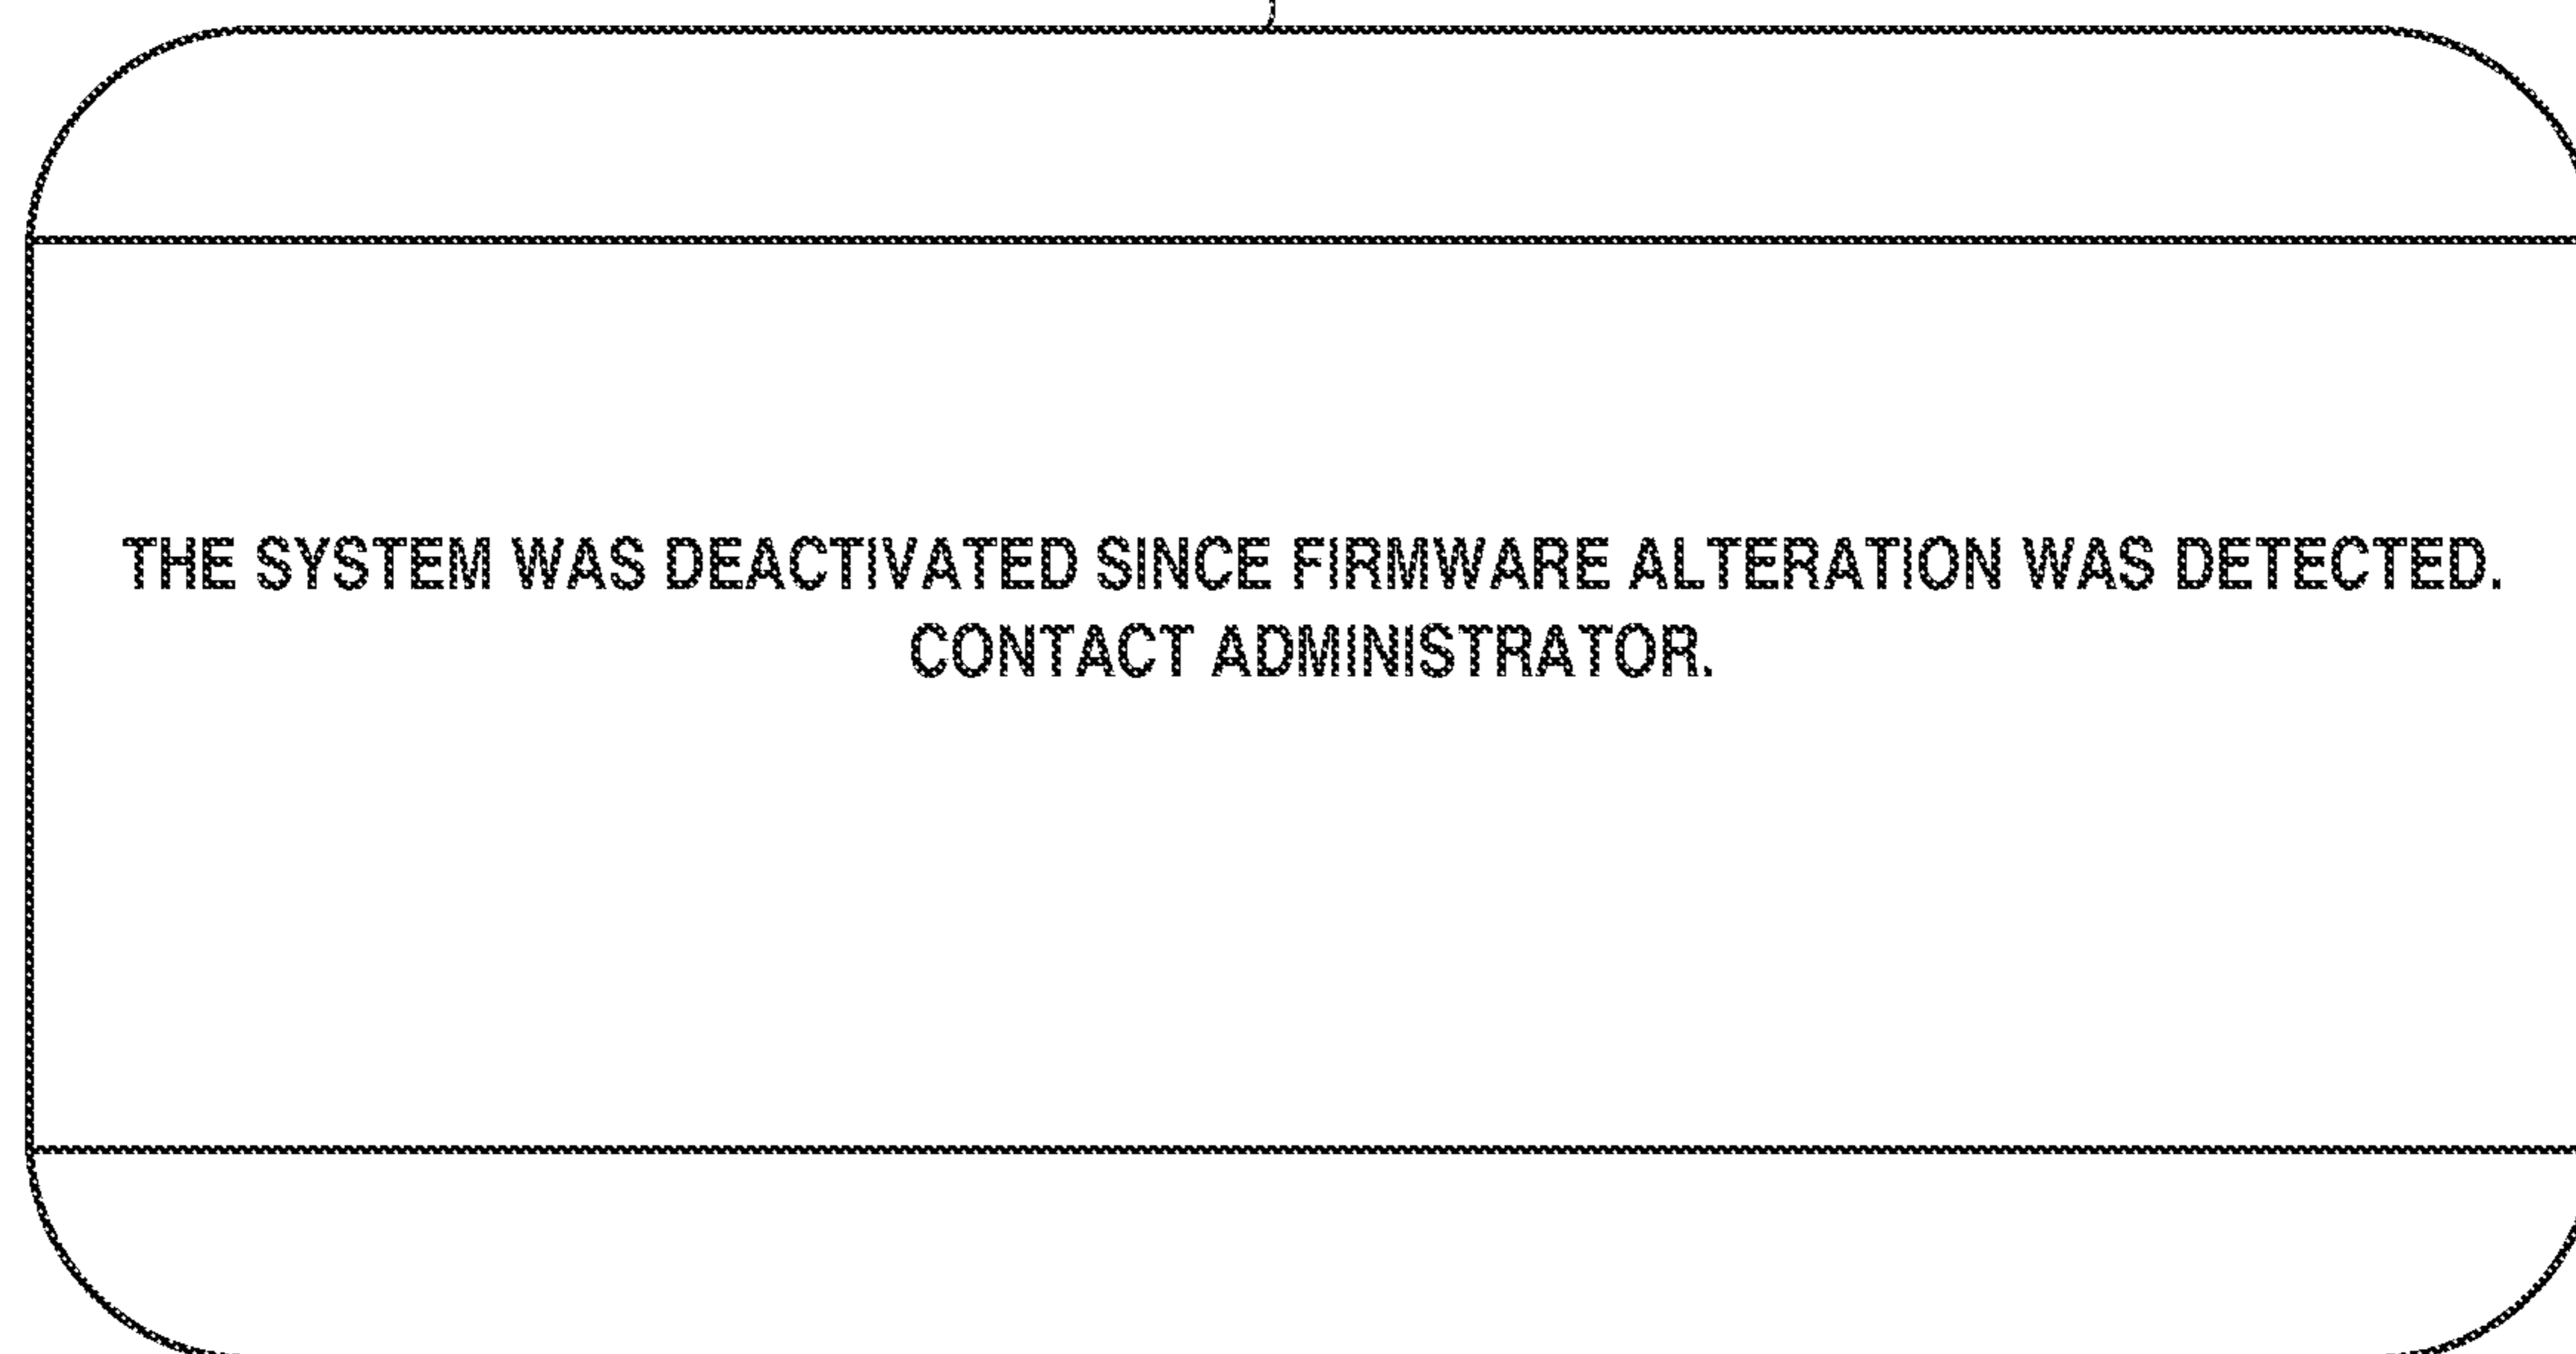 THE SYSTEM WAS DEACTIVATED SINCE FIRMWARE ALTERATION WAS DETECTED.
CONTACT ADMINISTRATOR.